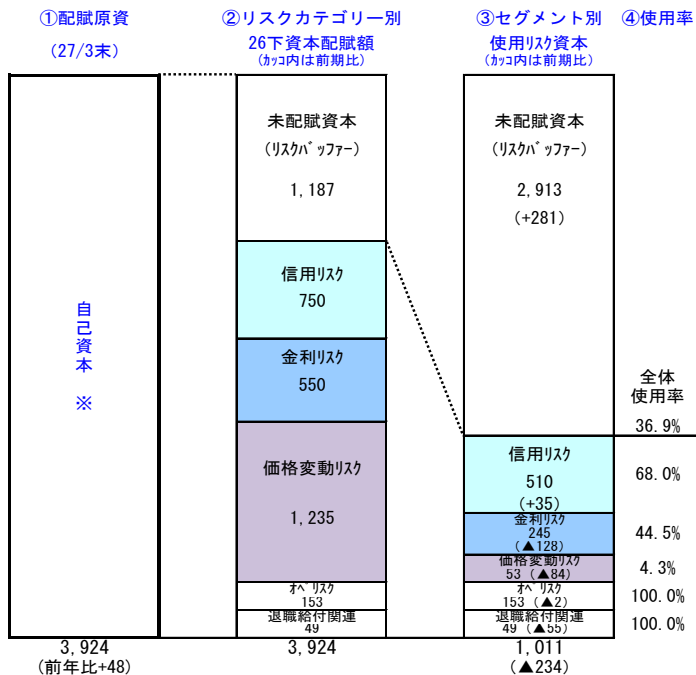 ①配賦原資
(27/3末)
②リスクカテゴリー別
26下資本配賦額
(ｶｯｺ内は前期比)
③セグメント別
使用リスク資本
(ｶｯｺ内は前期比)
④使用率
自
己
資
本
※
未配賦資本
(ﾘｽｸﾊﾞｯﾌｧｰ)
1,187
信用ﾘｽｸ
750
金利ﾘｽｸ
550
価格変動ﾘｽｸ
1,235
ｵﾍﾟﾘｽｸ
153
退職給付関連
49
未配賦資本
(ﾘｽｸﾊﾞｯﾌｧｰ)
2,913
(+281)
信用ﾘｽｸ
510
(+35)
金利ﾘｽｸ
245
(▲128)
価格変動ﾘｽｸ
53 (▲84)
ｵﾍﾟﾘｽｸ
153 (▲2)
退職給付関連
49 (▲55)
全体
使用率
36.9%
68.0%
44.5%
4.3%
100.0%
100.0%
3,924
(前年比+48)
3,924
1,011
(▲234)